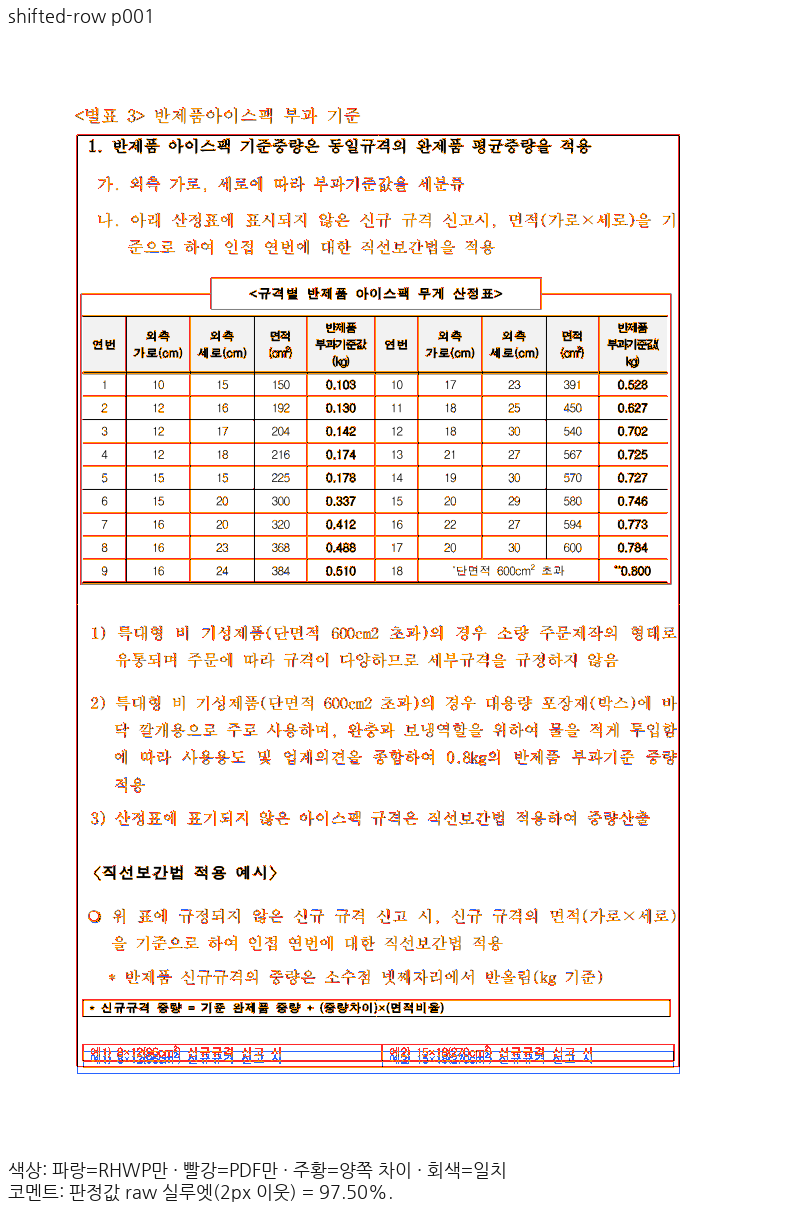 shifted-row p001
<별표 3> 반제품아이스팩 부과 기준
1. 반제품 아이스팩 기준중량은 동일규격의 완제품 평균중량을 적용
가. 외측 가로, 세로에 따라 부과기준값을 세분류
나. 아래 산정표에 표시되지 않은 신규 규격 신고시, 면적(가로×세로)을 기
준으로 하여 인접 연번에 대한 직선보간법을 적용
<규격별 반제품 아이스팩 무게 산정표>
연번 외측 가로(cm) 외측 세로(cm) 면적 (㎠) 반제품 부과기준값 (kg) 연번 외측 가로(cm) 외측 세로(cm) 면적 (㎠) 반제품 부과기준값( kg)
1 10 15 150 0.103 10 17 23 391 0.528
2 12 16 192 0.130 11 18 25 450 0.627
3 12 17 204 0.142 12 18 30 540 0.702
4 12 18 216 0.174 13 21 27 567 0.725
5 15 15 225 0.178 14 19 30 570 0.727
6 15 20 300 0.337 15 20 29 580 0.746
7 16 20 320 0.412 16 22 27 594 0.773
8 16 23 368 0.488 17 20 30 600 0.784
9 16 24 384 0.510 18 *단면적 600cm² 초과 **0.800
1) 특대형 비 기성제품(단면적 600cm2 초과)의 경우 소량 주문제작의 형태로
유통되며 주문에 따라 규격이 다양하므로 세부규격을 규정하지 않음
2) 특대형 비 기성제품(단면적 600cm2 초과)의 경우 대용량 포장재(박스)에 바
닥 깔개용으로 주로 사용하며, 완충과 보냉역할을 위하여 물을 적게 투입함
에 따라 사용용도 및 업계의견을 종합하여 0.8kg의 반제품 부과기준 중량
적용
3) 산정표에 표기되지 않은 아이스팩 규격은 직선보간법 적용하여 중량산출
<직선보간법 적용 예시>
○ 위 표에 규정되지 않은 신규 규격 신고 시, 신규 규격의 면적(가로×세로)
을 기준으로 하여 인접 연번에 대한 직선보간법 적용
* 반제품 신규규격의 중량은 소수점 넷째자리에서 반올림(kg 기준)
* 신규규격 중량 = 기준 완제품 중량 + (중량차이)×(면적비율)
색상: 파랑=RHWP만 · 빨강=PDF만 · 주황=양쪽 차이 · 회색=일치
코멘트: 판정값 raw 실루엣(2px 이웃) = 97.50%.